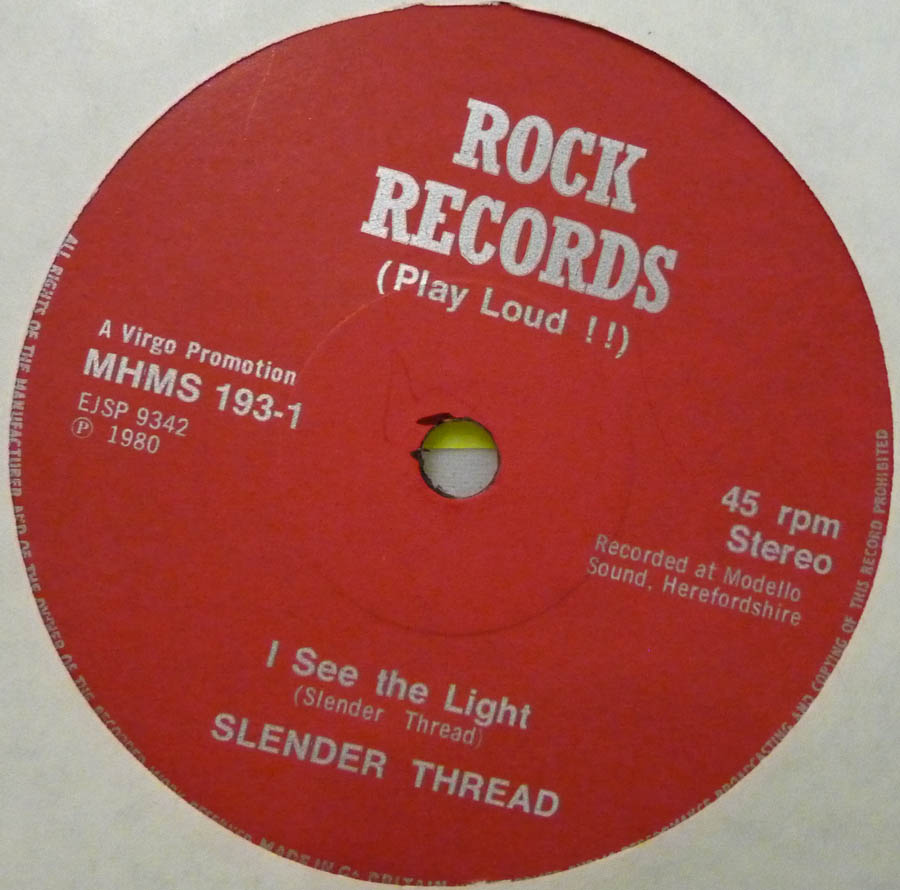 ROCK
RECORDS
(Play Loud !!)
A Virgo Promotion
MHMS 193-1
EJSP 9342
Ⓟ 1980
45 rpm
Stereo
Recorded at Modello
Sound, Herefordshire
I See the Light
(Slender Thread)
SLENDER THREAD
ALL RIGHTS OF THE MANUFACTURER AND OF THE OWNER OF THE RECORDED MADE IN Gt. BRITAIN BROADCASTING AND COPYING OF THIS RECORD PROHIBITED